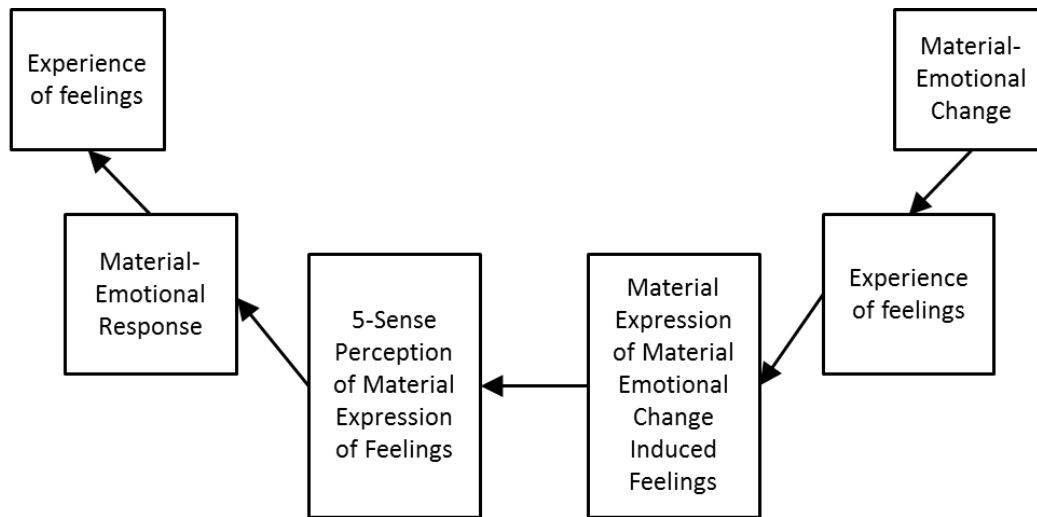 Experience
of feelings
Material-
Emotional
Change
Material-
Emotional
Response
5-Sense
Perception
of Material
Expression
of Feelings
Material
Expression
of Material
Emotional
Change
Induced
Feelings
Experience
of feelings